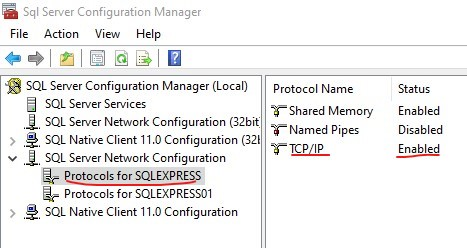 Sql Server Configuration Manager
File Action View Help
SQL Server Configuration Manager (Local)
SQL Server Services
SQL Server Network Configuration (32bit
SQL Native Client 11.0 Configuration (32
SQL Server Network Configuration
Protocols for SQLEXPRESS
Protocols for SQLEXPRESS01
SQL Native Client 11.0 Configuration
Protocol Name Status
Shared Memory Enabled
Named Pipes Disabled
TCP/IP Enabled